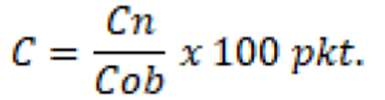 C = Cn / Cob x 100 pkt.